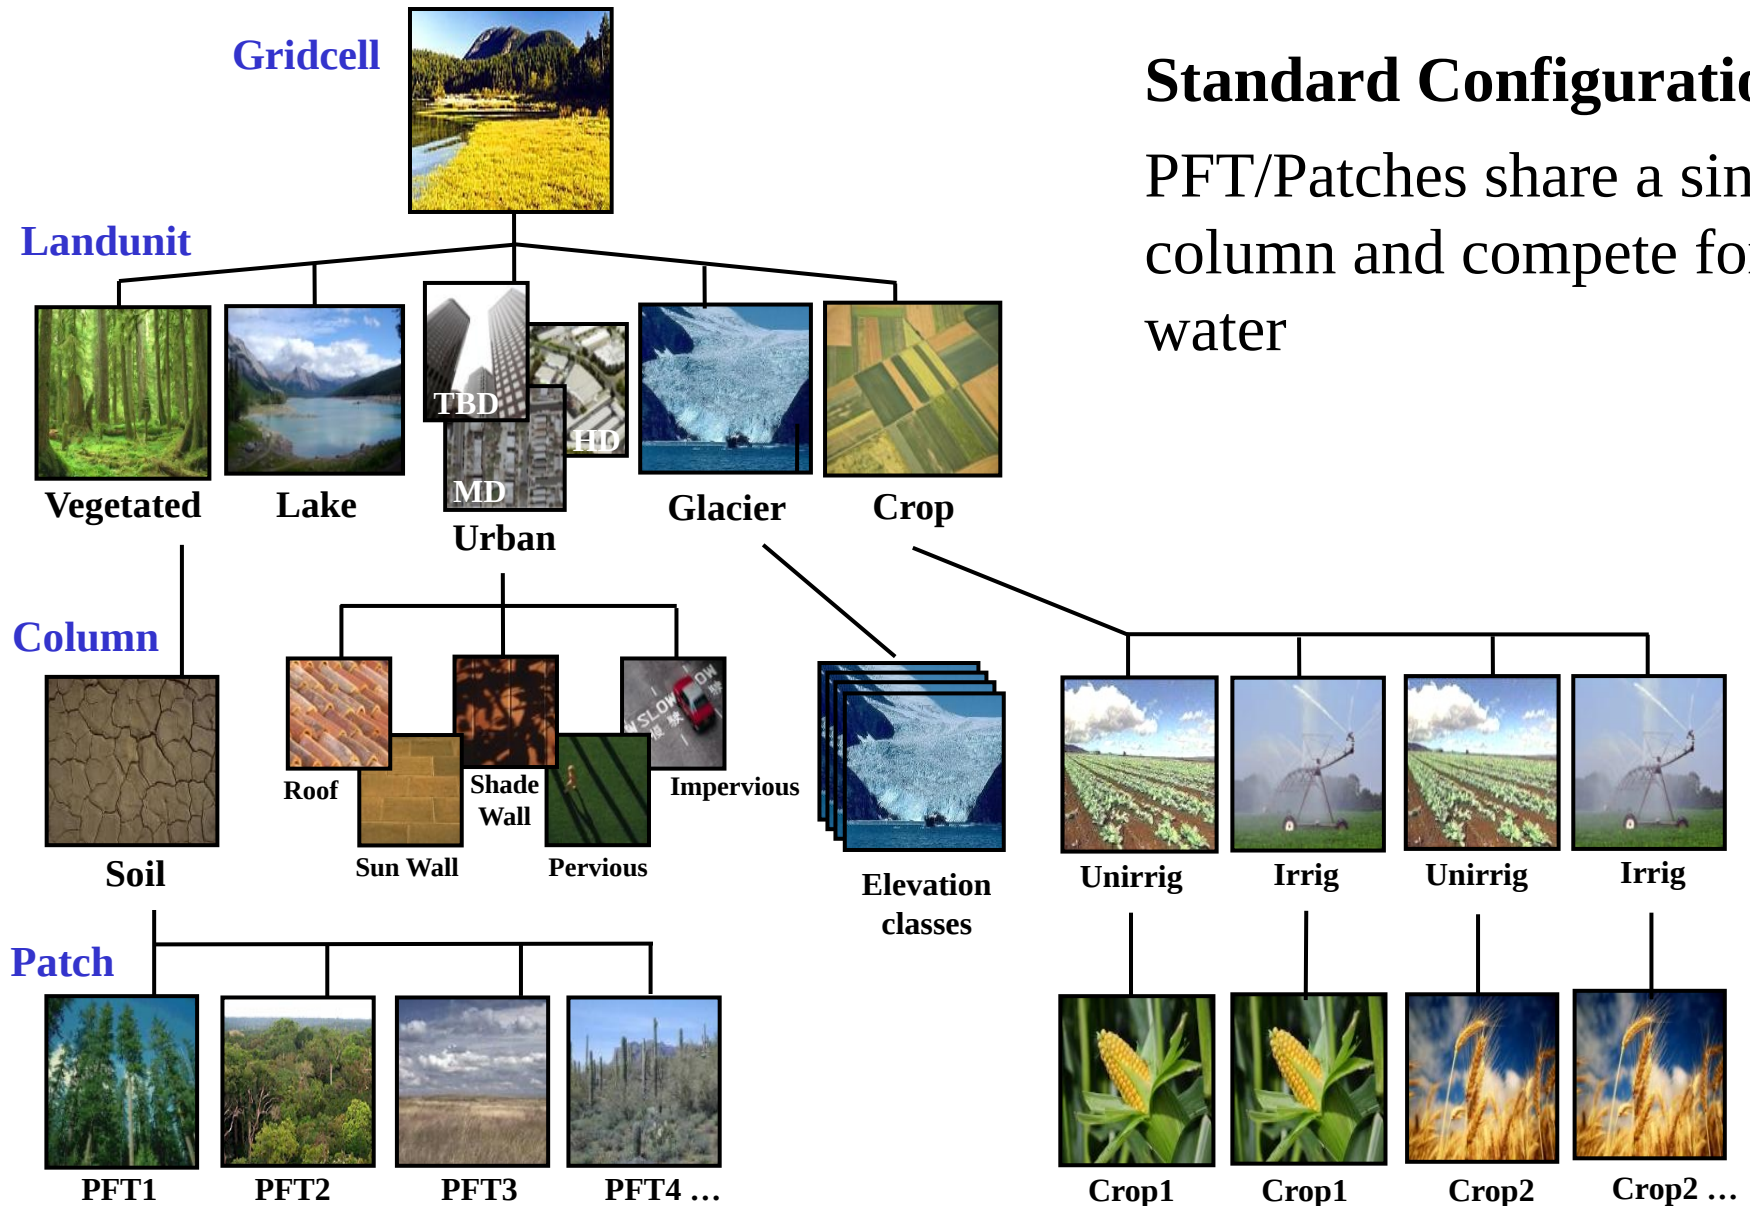 Gridcell
Standard Configuratio
PFT/Patches share a sin
column and compete fo
water
Landunit
TBD
HD
MD
Vegetated
Lake
Urban
Glacier
Crop
Column
SLOW
Roof
Sun Wall
Shade
Wall
Pervious
Impervious
Soil
Elevation
classes
Unirrig
Irrig
Unirrig
Irrig
Patch
PFT1
PFT2
PFT3
PFT4 …
Crop1
Crop1
Crop2
Crop2 …